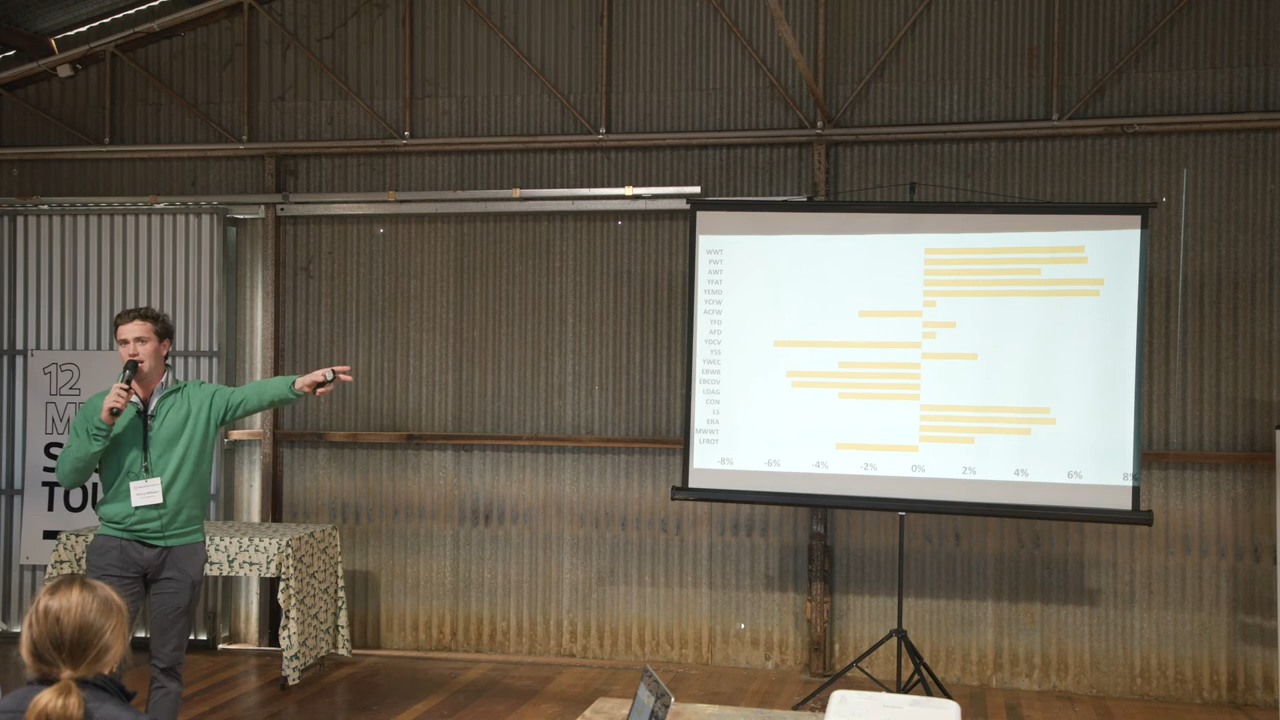 12
M
S
TOU
WWT
PWT
AWT
YFAT
YEMD
YCFW
ACFW
YFD
AFD
YDCV
YSS
YWEC
EBWR
EBCOV
LDAG
CON
LS
ERA
MWWT
LFROT
-8% -6% -4% -2% 0% 2% 4% 6% 8%